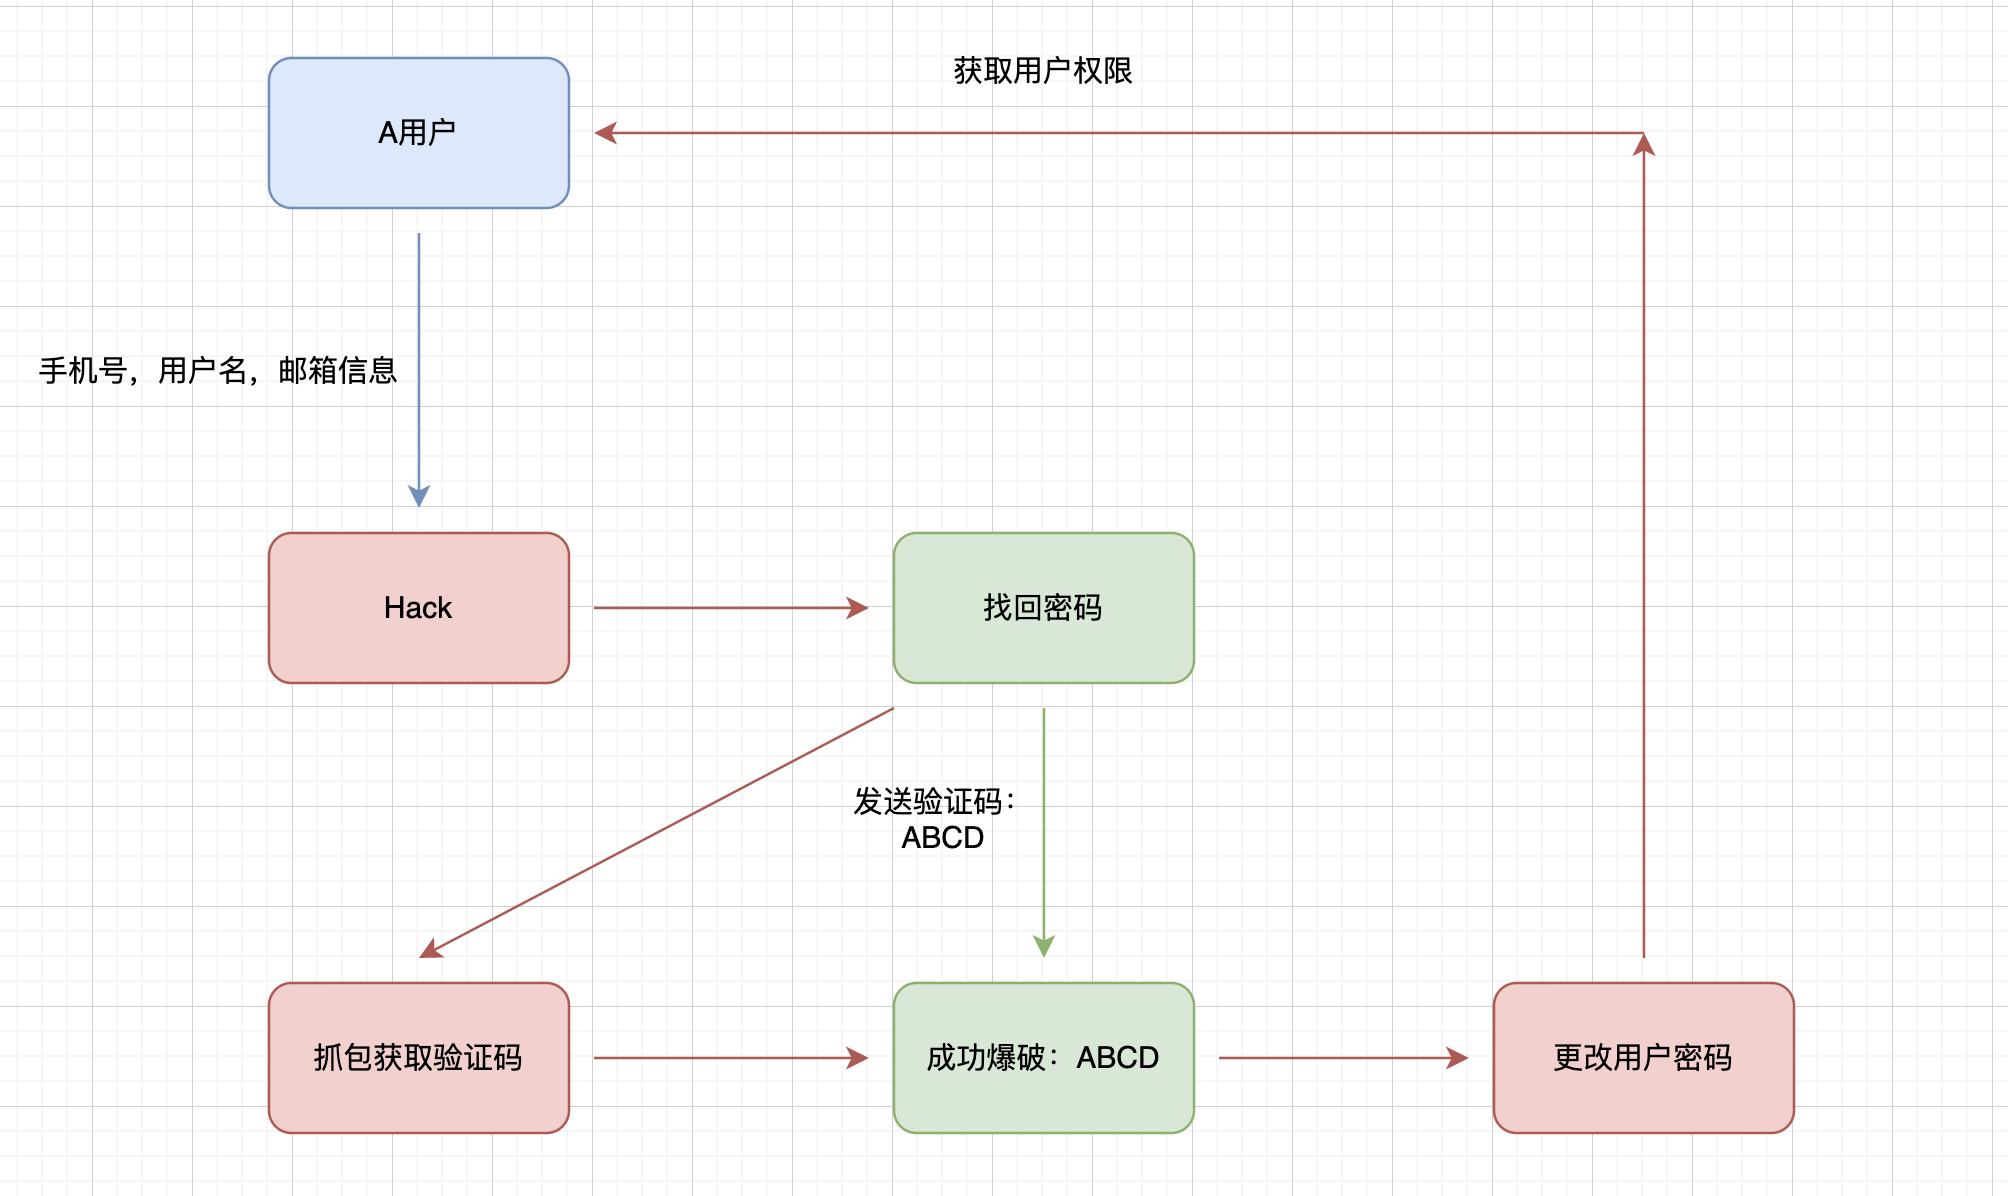 获取用户权限
A用户
手机号，用户名，邮箱信息
Hack
找回密码
发送验证码：
ABCD
抓包获取验证码
成功爆破：ABCD
更改用户密码